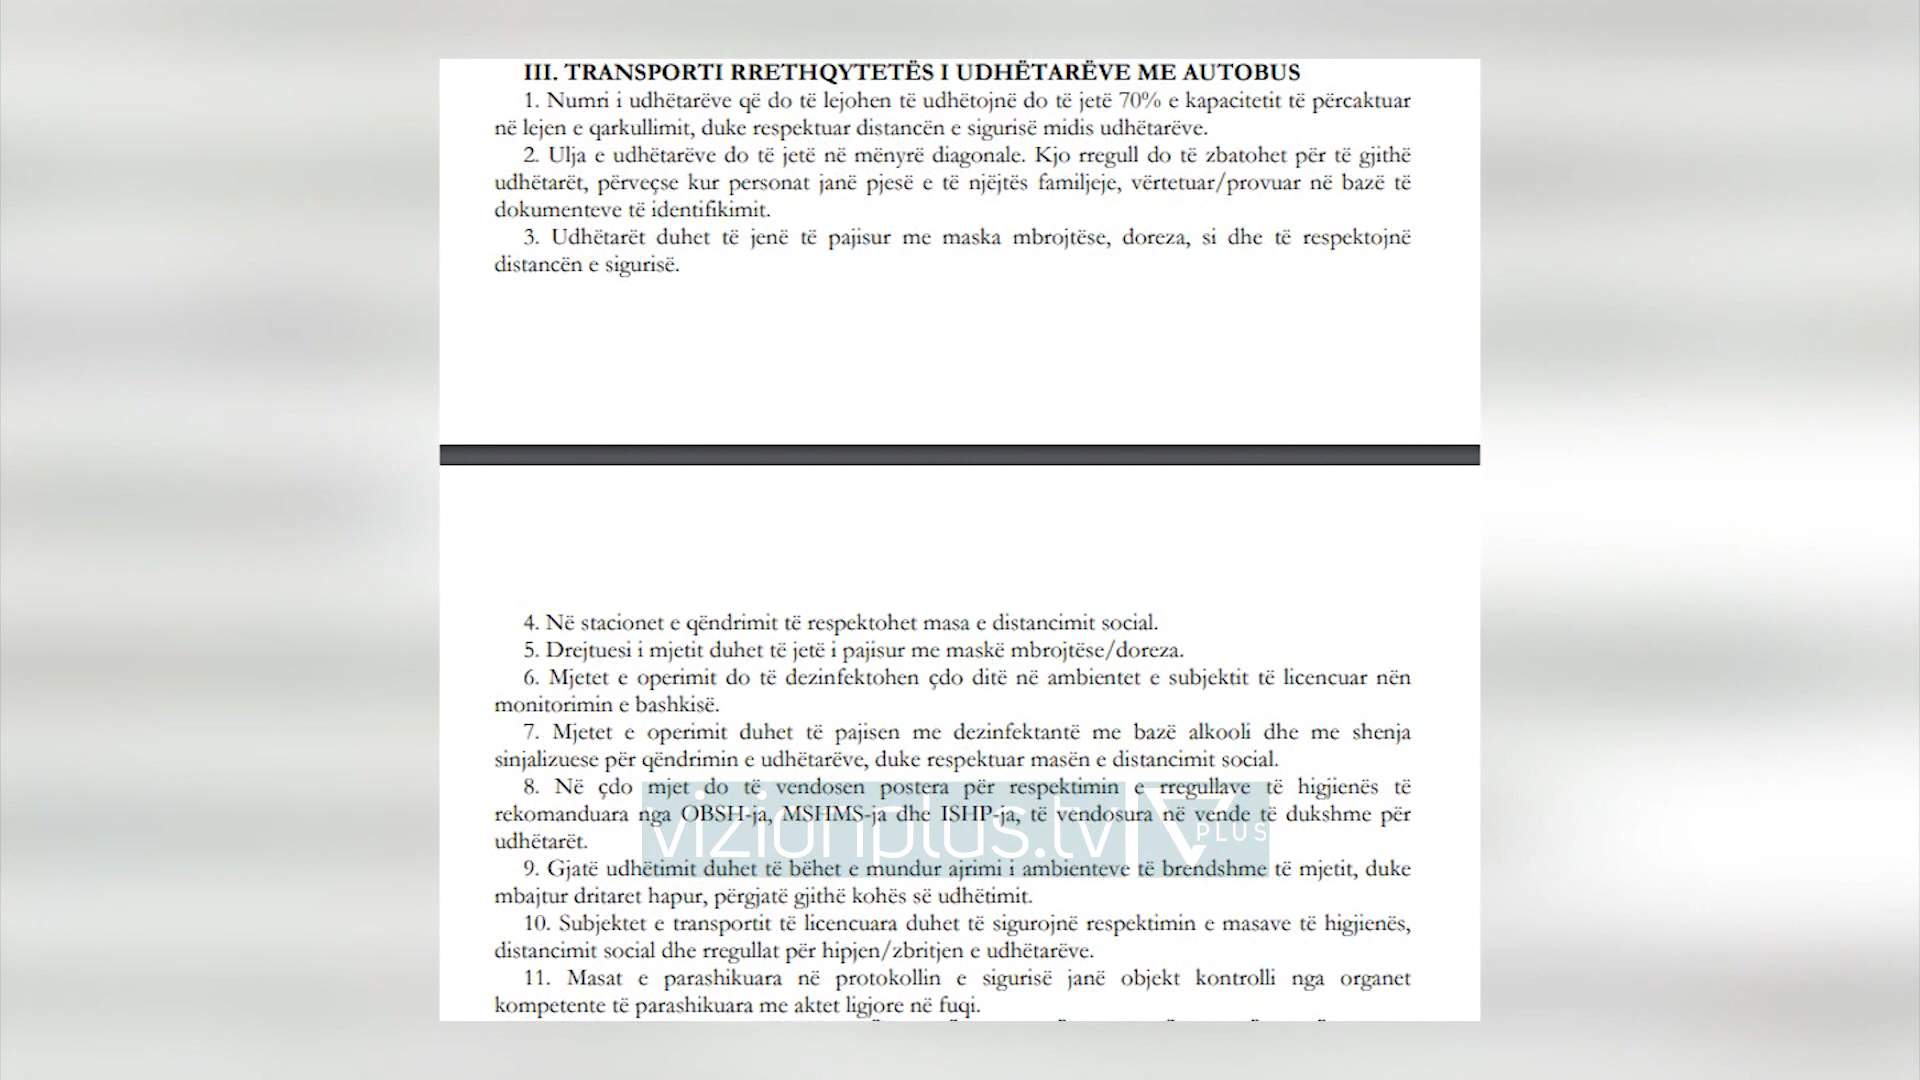 III. TRANSPORTI RRETHQYTETËS I UDHËTARËVE ME AUTOBUS
1. Numri i udhëtarëve që do të lejohen të udhëtojnë do të jetë 70% e kapacitetit të përcaktuar
në lejen e qarkullimit, duke respektuar distancën e sigurisë midis udhëtarëve.
2. Ulja e udhëtarëve do të jetë në mënyrë diagonale. Kjo rregull do të zbatohet për të gjithë
udhëtarët, përveçse kur personat janë pjesë e të njëjtës familjeje, vërtetuar/provuar në bazë të
dokumenteve të identifikimit.
3. Udhëtarët duhet të jenë të pajisur me maska mbrojtëse, doreza, si dhe të respektojnë
distancën e sigurisë.
4. Në stacionet e qëndrimit të respektohet masa e distancimit social.
5. Drejtuesi i mjetit duhet të jetë i pajisur me maskë mbrojtëse/doreza.
6. Mjetet e operimit do të dezinfektohen çdo ditë në ambientet e subjektit të licencuar nën
monitorimin e bashkisë.
7. Mjetet e operimit duhet të pajisen me dezinfektantë me bazë alkooli dhe me shenja
sinjalizuese për qëndrimin e udhëtarëve, duke respektuar masën e distancimit social.
8. Në çdo mjet do të vendosen postera për respektimin e rregullave të higjienës të
rekomanduara nga OBSH-ja, MSHMS-ja dhe ISHP-ja, të vendosura në vende të dukshme për
udhëtarët.
vizionplus.tv PLUS
9. Gjatë udhëtimit duhet të bëhet e mundur ajrimi i ambienteve të brendshme të mjetit, duke
mbajtur dritaret hapur, përgjatë gjithë kohës së udhëtimit.
10. Subjektet e transportit të licencuara duhet të sigurojnë respektimin e masave të higjienës,
distancimit social dhe rregullat për hipjen/zbritjen e udhëtarëve.
11. Masat e parashikuara në protokollin e sigurisë janë objekt kontrolli nga organet
kompetente të parashikuara me aktet ligjore në fuqi.